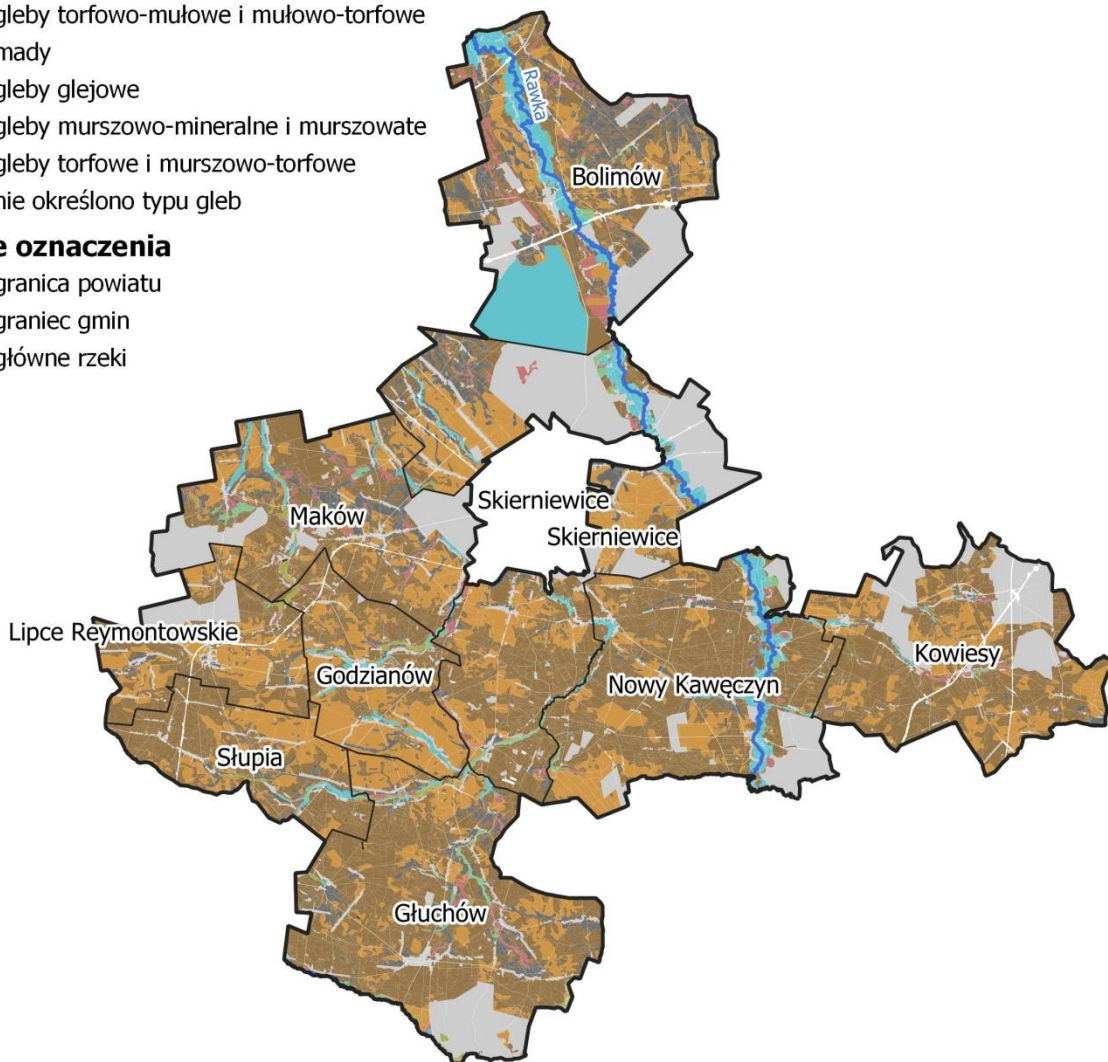 gleby torfowo-mułowe i mułowo-torfowe
mady
gleby glejowe
gleby murszowo-mineralne i murszowate
gleby torfowe i murszowo-torfowe
nie określono typu gleb
e oznaczenia
granica powiatu
graniec gmin
główne rzeki
Rawka
Bolimów
Skierniewice
Maków
Skierniewice
Lipce Reymontowskie
Godzianów
Nowy Kawęczyn
Kowiesy
Słupia
Głuchów